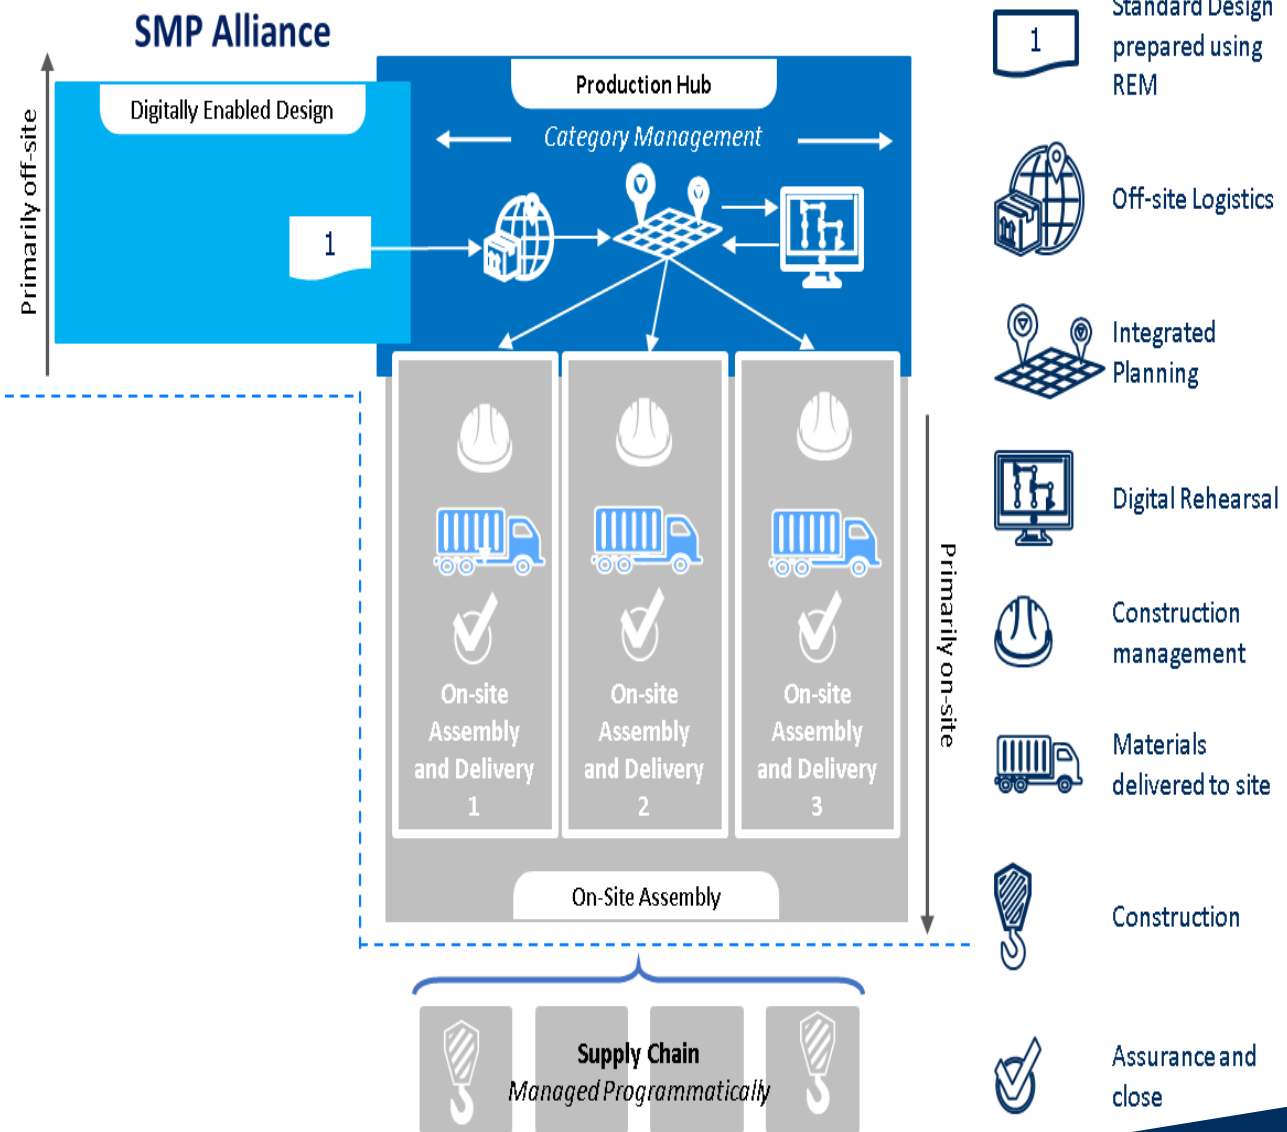 SMP Alliance
Primarily off-site
Digitally Enabled Design
1
Production Hub
Category Management
On-site
Assembly
and Delivery
1
On-site
Assembly
and Delivery
2
On-site
Assembly
and Delivery
3
On-Site Assembly
Primarily on-site
Supply Chain
Managed Programmatically
1
Standard Design
prepared using
REM
Off-site Logistics
Integrated
Planning
Digital Rehearsal
Construction
management
Materials
delivered to site
Construction
Assurance and
close